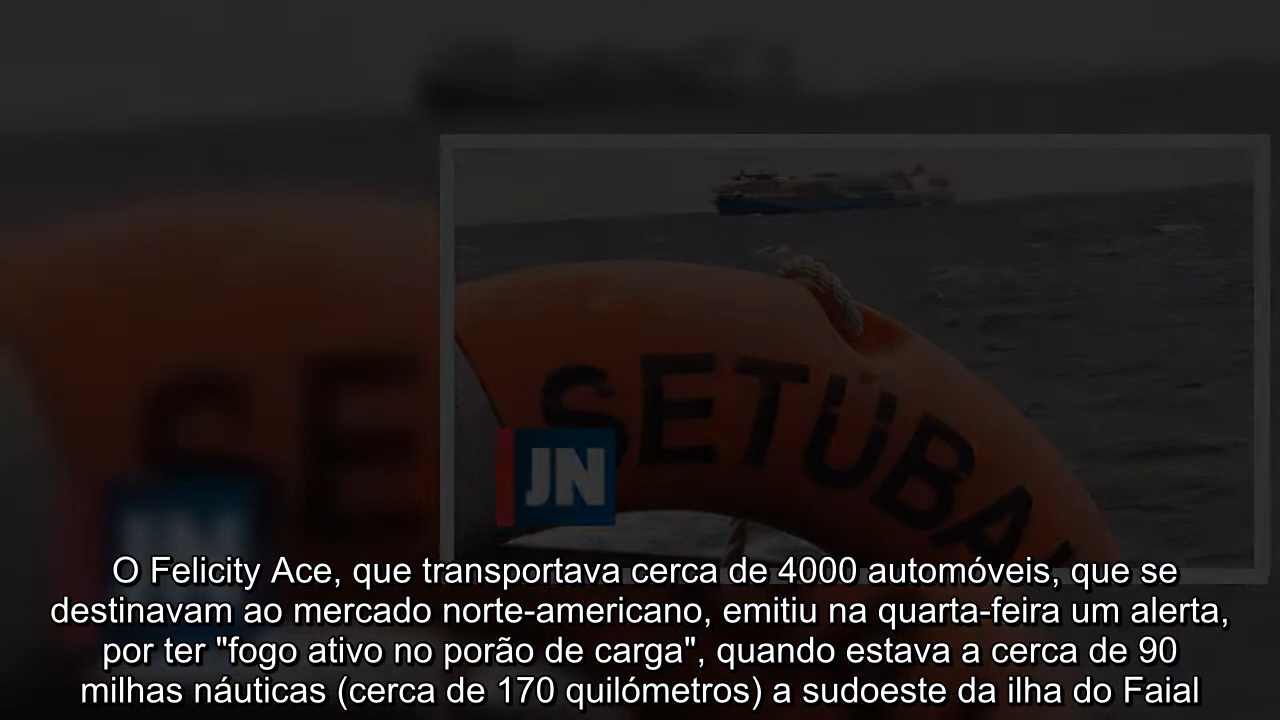 SETÚBAL
JN
O Felicity Ace, que transportava cerca de 4000 automóveis, que se
destinavam ao mercado norte-americano, emitiu na quarta-feira um alerta,
por ter "fogo ativo no porão de carga", quando estava a cerca de 90
milhas náuticas (cerca de 170 quilómetros) a sudoeste da ilha do Faial